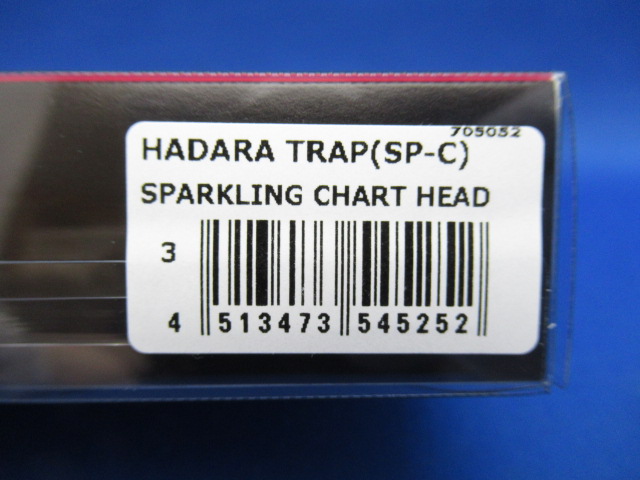 705052
HADARA TRAP(SP-C)
SPARKLING CHART HEAD
3
4 513473 545252